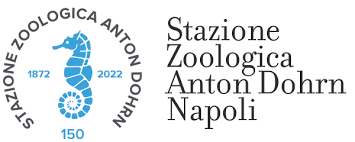 STAZIONE ZOOLOGICA ANTON DOHRN
1872 2022
150
Stazione
Zoologica
Anton Dohrn
Napoli